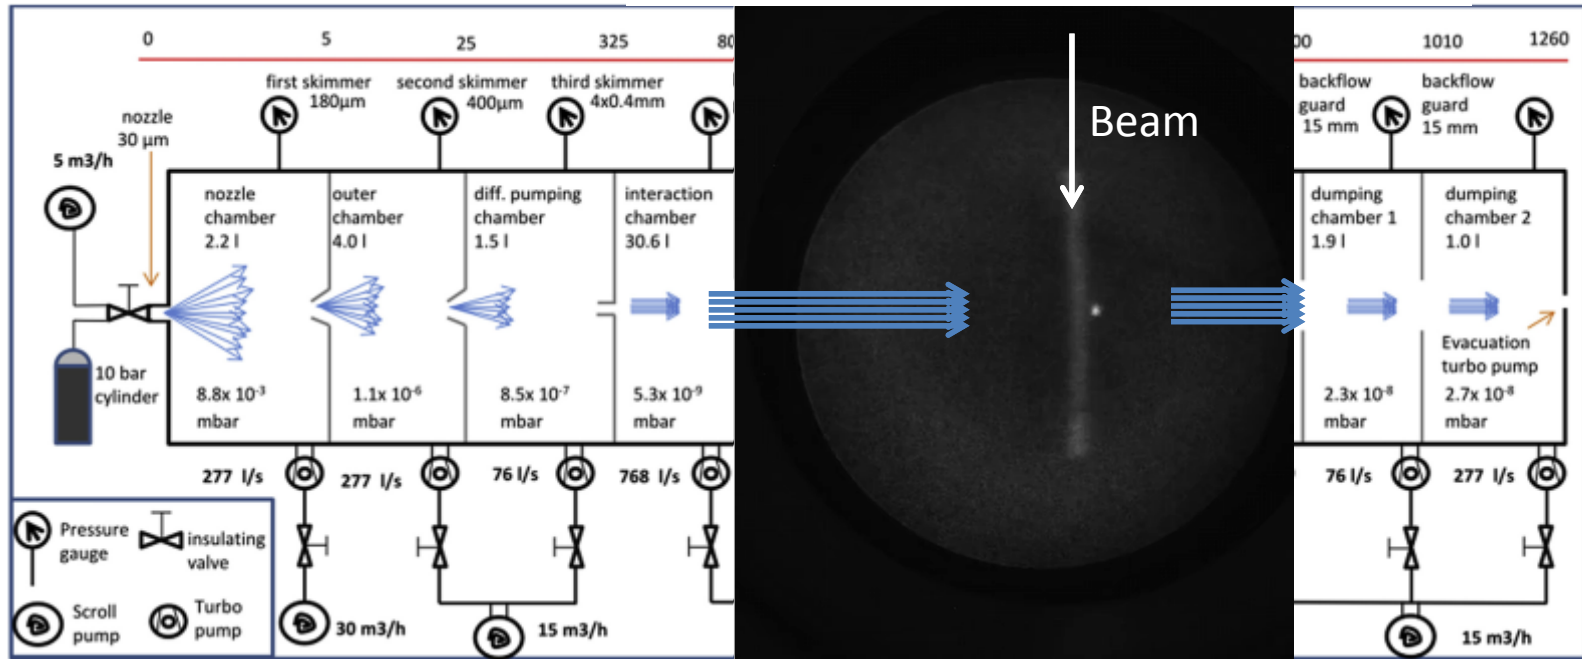 0 5 25 325 80
00 1010 1260
first skimmer
180µm
second skimmer
400µm
third skimmer
4x0.4mm
backflow
guard
15 mm
backflow
guard
15 mm
nozzle
30 µm
5 m3/h
Beam
nozzle
chamber
2.2 l
outer
chamber
4.0 l
diff. pumping
chamber
1.5 l
interaction
chamber
30.6 l
dumping
chamber 1
1.9 l
dumping
chamber 2
1.0 l
10 bar
cylinder
Evacuation
turbo pump
8.8x 10⁻³
mbar
1.1x 10⁻⁶
mbar
8.5x 10⁻⁷
mbar
5.3x 10⁻⁹
mbar
2.3x 10⁻⁸
mbar
2.7x 10⁻⁸
mbar
277 l/s
277 l/s
76 l/s
768 l/s
76 l/s
277 l/s
Pressure
gauge
insulating
valve
Scroll
pump
Turbo
pump
30 m3/h
15 m3/h
15 m3/h